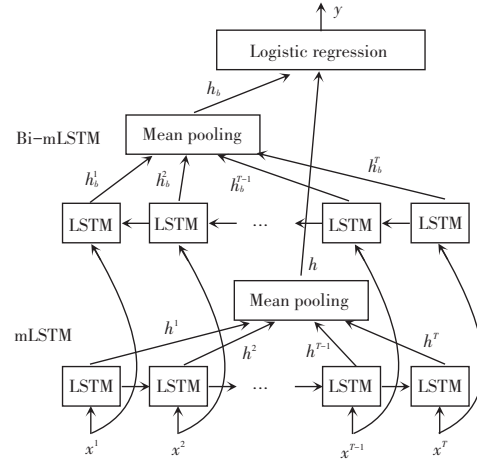 y
Logistic regression
h_b
Bi-mLSTM
Mean pooling
h_b^1 h_b^2 h_b^{T-1} h_b^T
LSTM LSTM ... LSTM LSTM
h
Mean pooling
mLSTM
h^1 h^2 h^{T-1} h^T
LSTM LSTM ... LSTM LSTM
x^1 x^2 x^{T-1} x^T